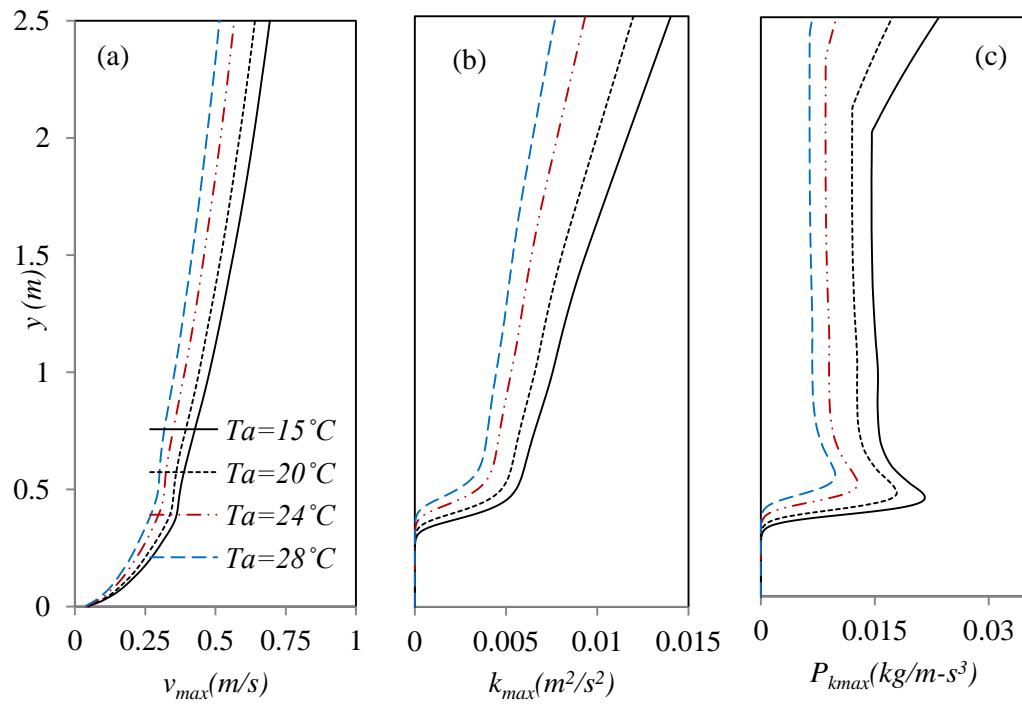 2.5
2
1.5
1
0.5
0
y (m)
(a)
Ta=15˚C
Ta=20˚C
Ta=24˚C
Ta=28˚C
0 0.25 0.5 0.75 1
vmax(m/s)
(b)
0 0.005 0.01 0.015
kmax(m²/s²)
(c)
0 0.015 0.03
Pkmax(kg/m-s³)